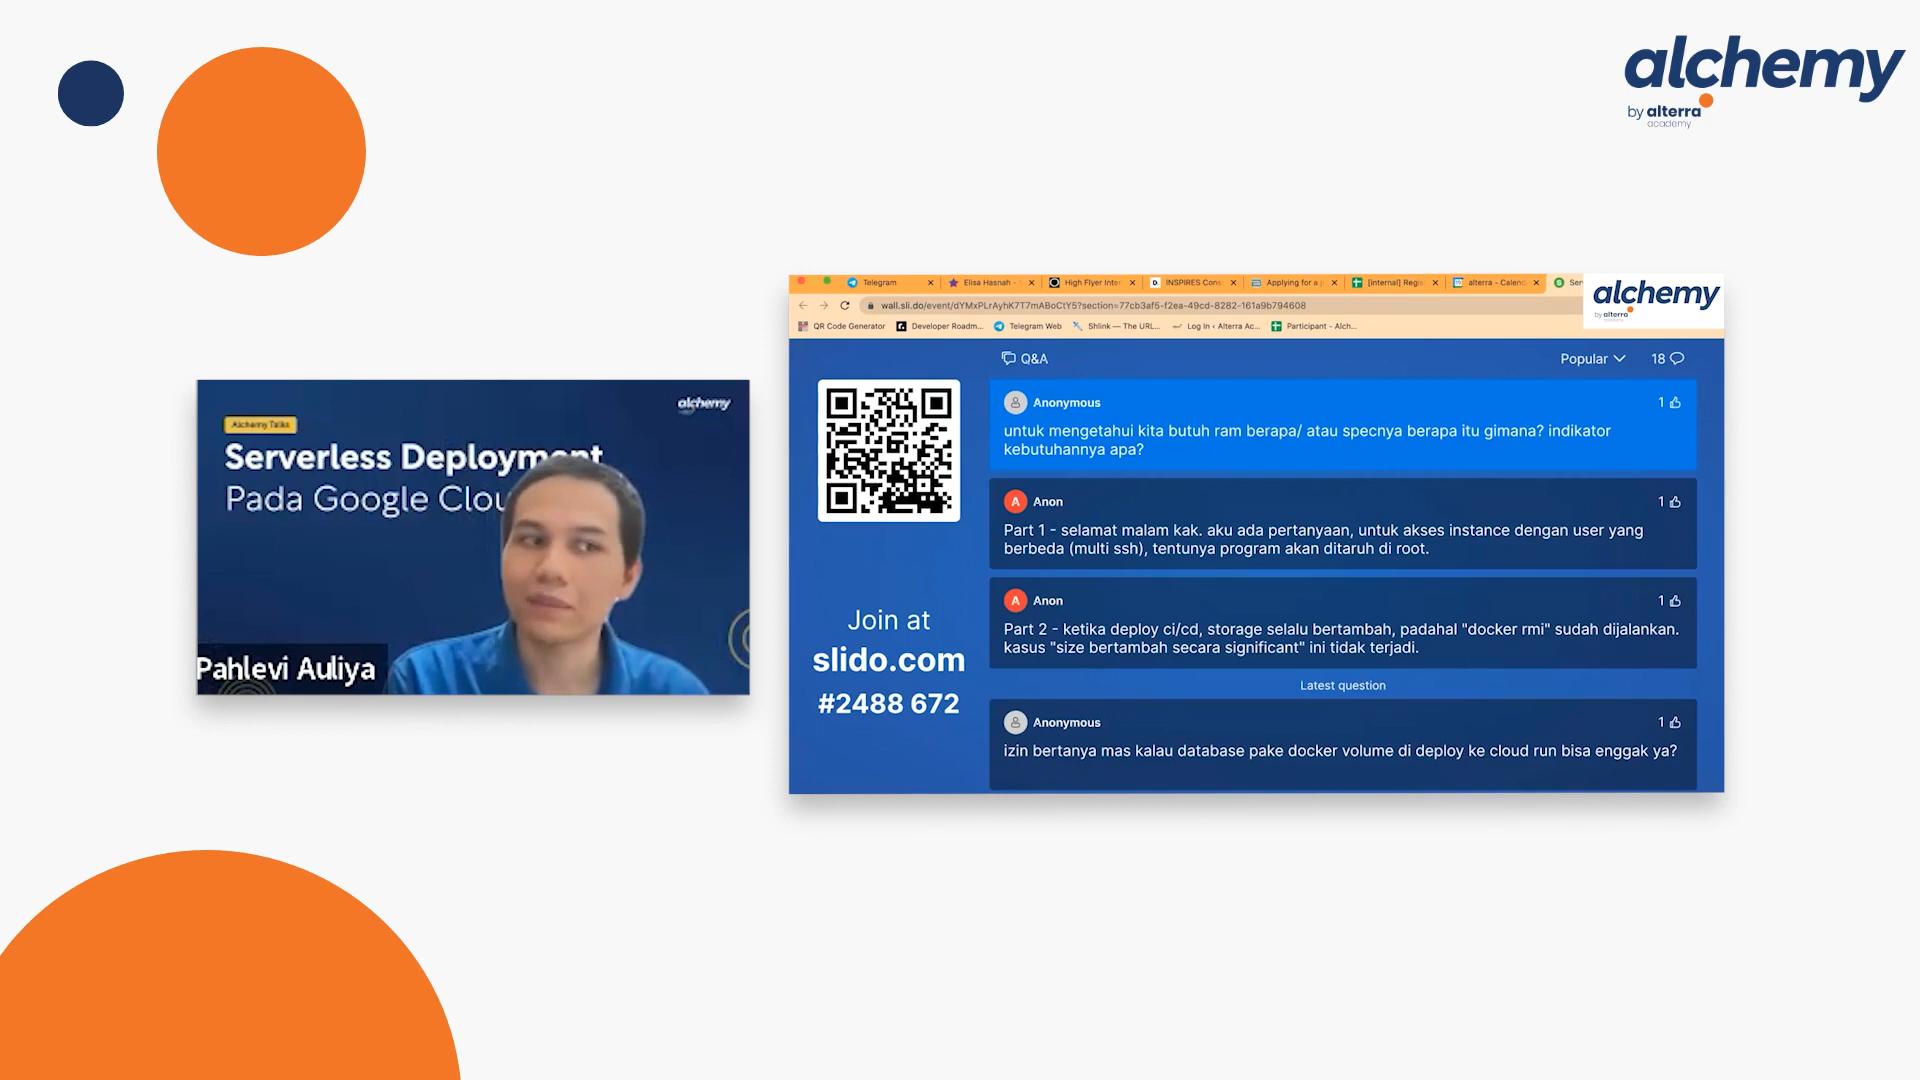 alchemy
by alterra
academy
alchemy
Alchemy Talks
Serverless Deployment
Pada Google Clou
Pahlevi Auliya
Telegram
Elisa Hasnah -
High Flyer Inte
INSPIRES Cons
Applying for a
[internal] Regis
alterra - Calend
Ser
alchemy
by alterra
wall.sli.do/event/dYMxPLrAyhK7T7mABoCtY5?section=77cb3af5-f2ea-49cd-8282-161a9b794608
QR Code Generator
Developer Roadm...
Telegram Web
Shlink — The URL...
Log In ‹ Alterra Ac...
Participant - Alch...
Q&A
Popular
18
Join at
slido.com
#2488 672
Anonymous
1
untuk mengetahui kita butuh ram berapa/ atau specnya berapa itu gimana? indikator
kebutuhannya apa?
A Anon
1
Part 1 - selamat malam kak. aku ada pertanyaan, untuk akses instance dengan user yang
berbeda (multi ssh), tentunya program akan ditaruh di root.
A Anon
1
Part 2 - ketika deploy ci/cd, storage selalu bertambah, padahal "docker rmi" sudah dijalankan.
kasus "size bertambah secara significant" ini tidak terjadi.
Latest question
Anonymous
1
izin bertanya mas kalau database pake docker volume di deploy ke cloud run bisa enggak ya?